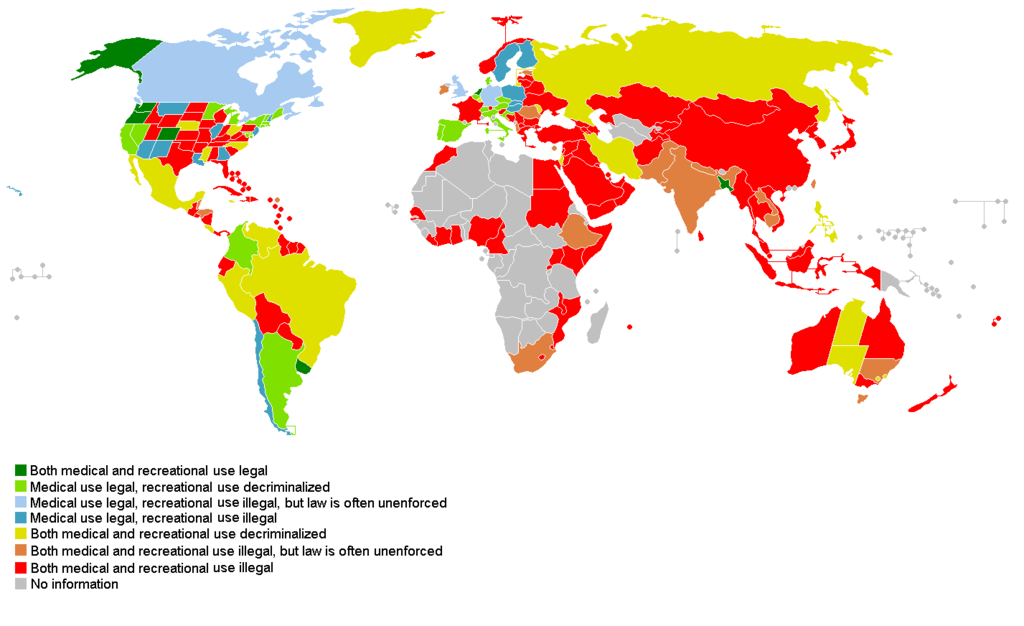 Both medical and recreational use legal
Medical use legal, recreational use decriminalized
Medical use legal, recreational use illegal, but law is often unenforced
Medical use legal, recreational use illegal
Both medical and recreational use decriminalized
Both medical and recreational use illegal, but law is often unenforced
Both medical and recreational use illegal
No information